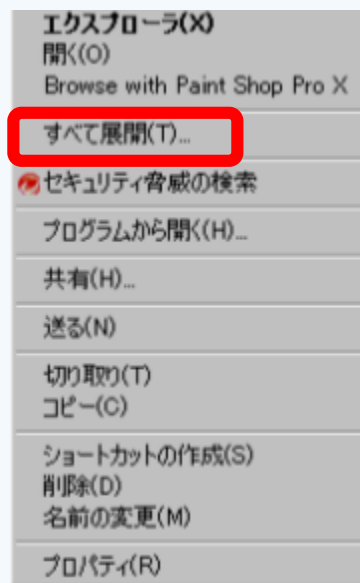 エクスプローラ(X)
開く(O)
Browse with Paint Shop Pro X
すべて展開(T)...
セキュリティ脅威の検索
プログラムから開く(H)...
共有(H)...
送る(N)
切り取り(T)
コピー(C)
ショートカットの作成(S)
削除(D)
名前の変更(M)
プロパティ(R)